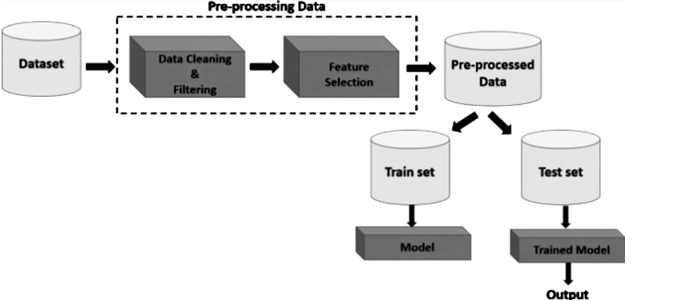 Pre-processing Data
Dataset
Data Cleaning
&
Filtering
Feature
Selection
Pre-processed
Data
Train set
Test set
Model
Trained Model
Output